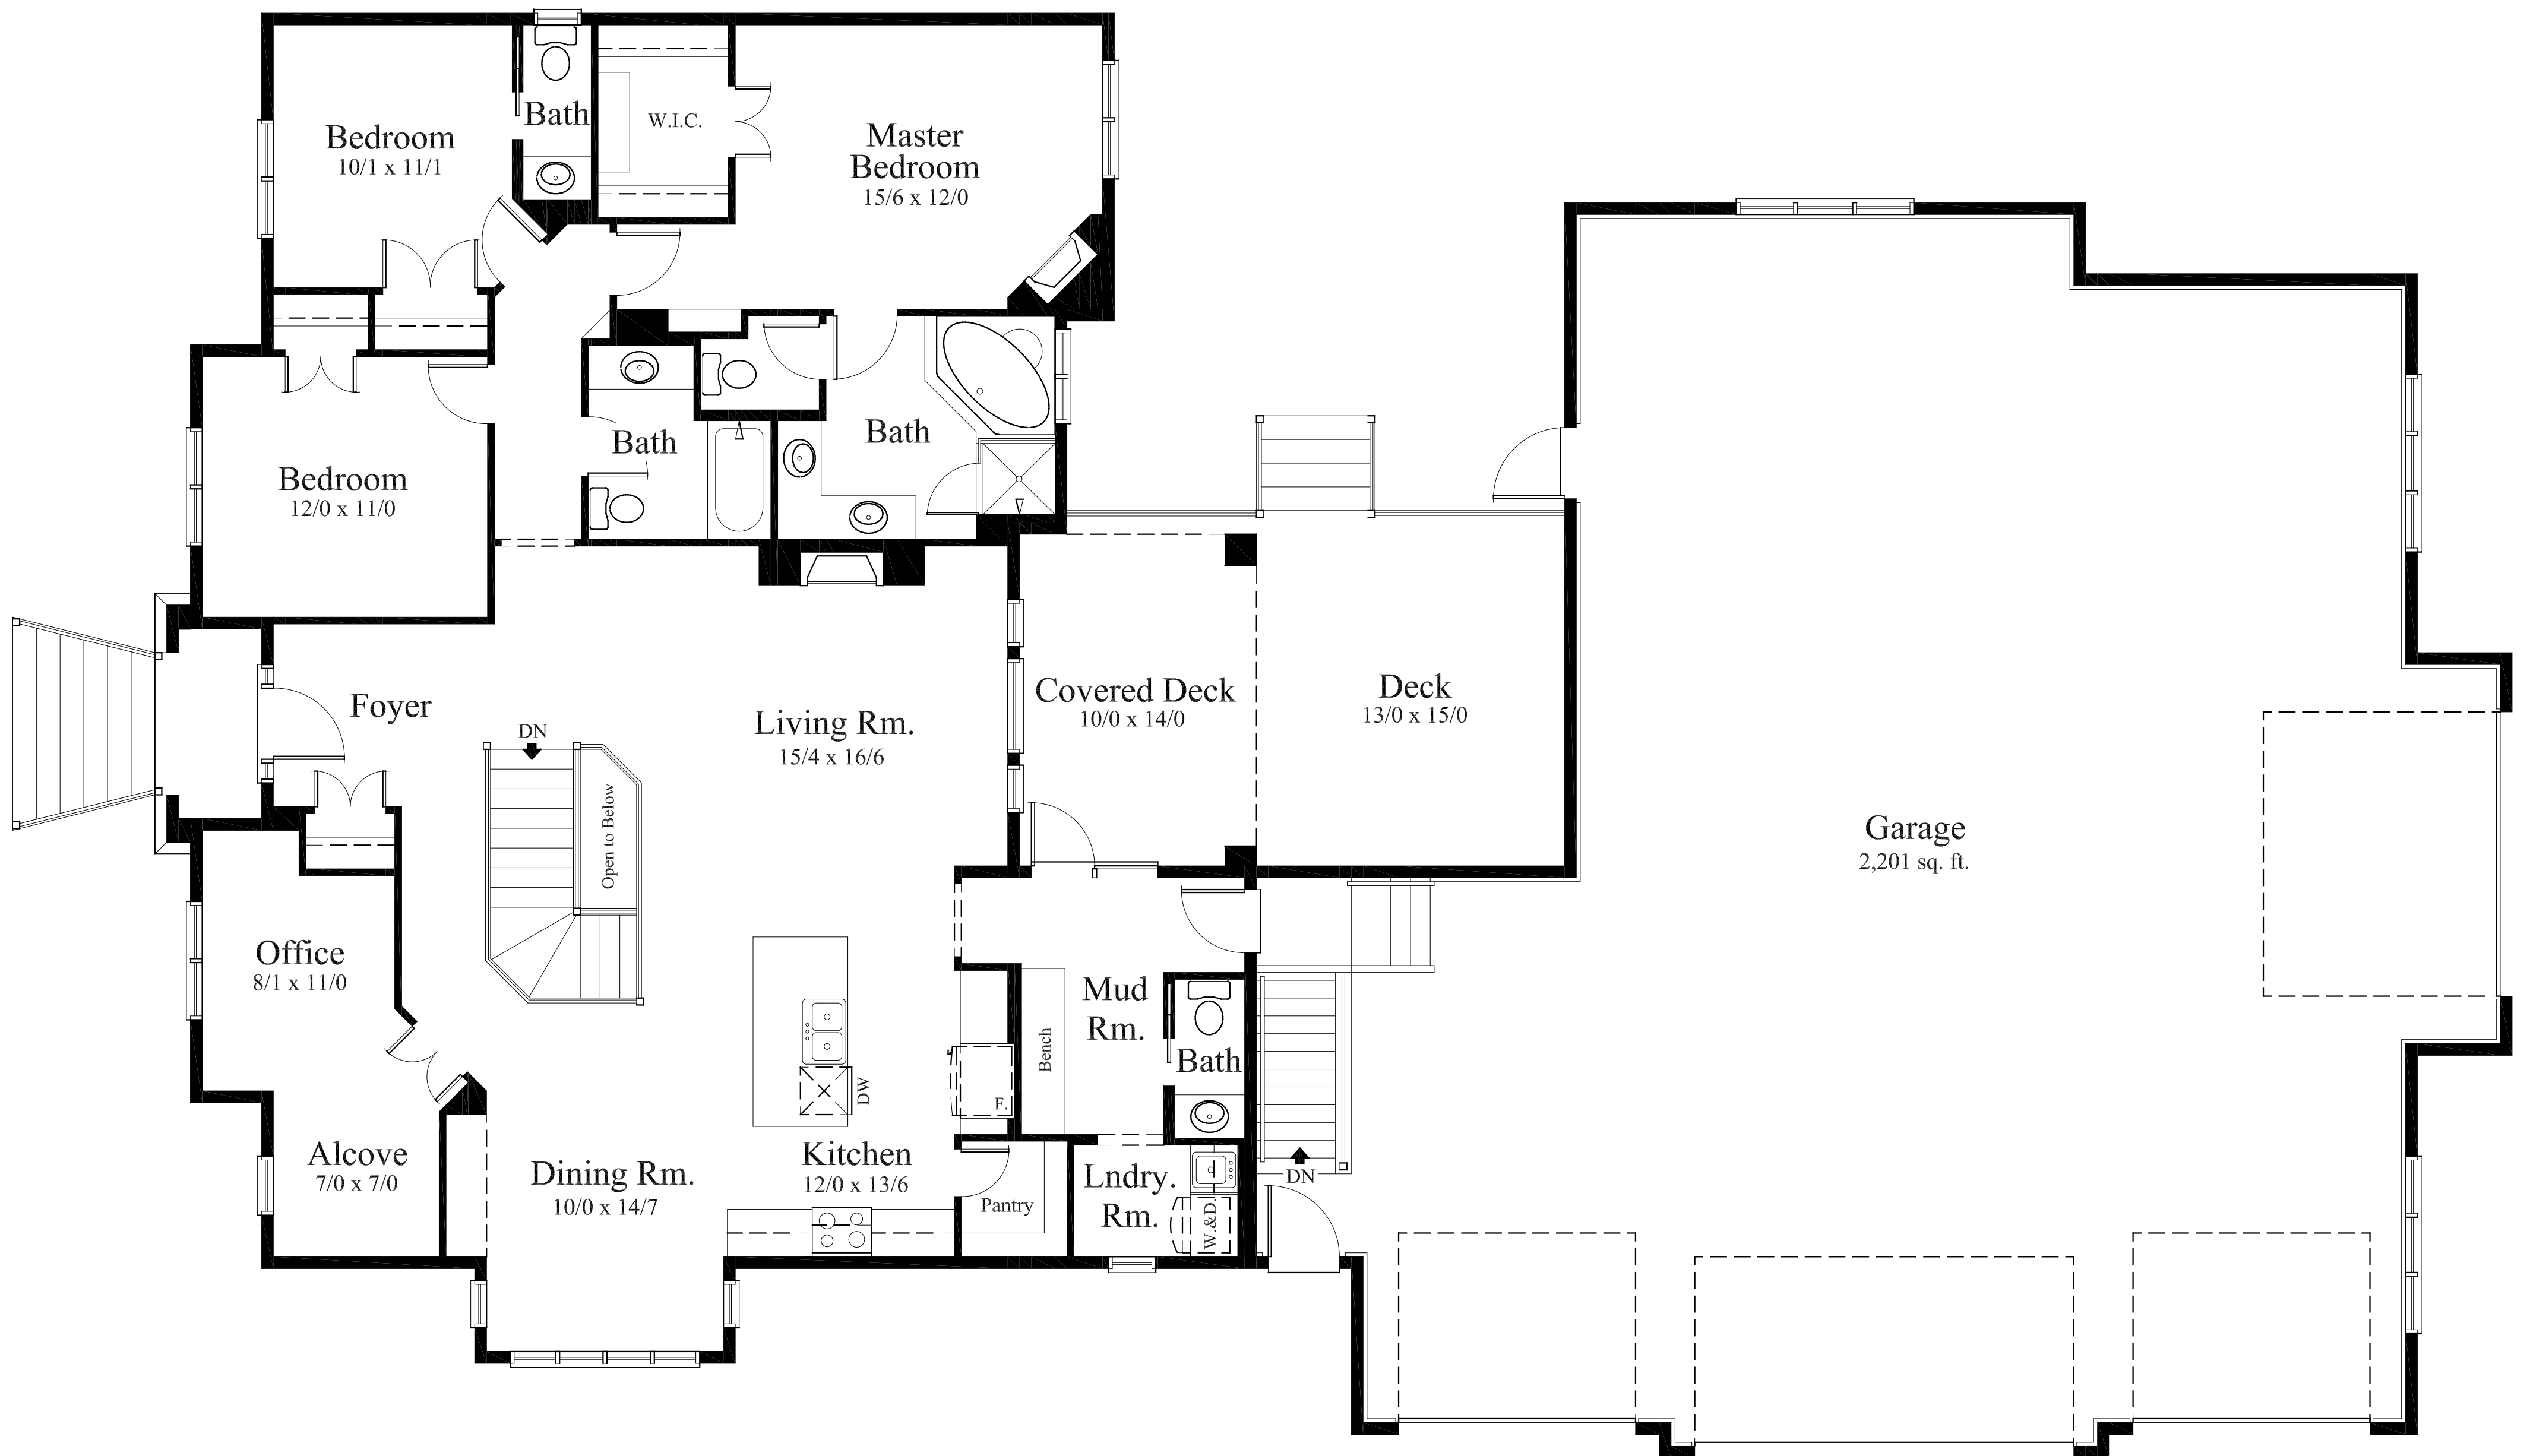 Bedroom
10/1 x 11/1
Bath
W.I.C.
Master
Bedroom
15/6 x 12/0
Bedroom
12/0 x 11/0
Bath
Bath
Foyer
DN
Open to Below
Living Rm.
15/4 x 16/6
Covered Deck
10/0 x 14/0
Deck
13/0 x 15/0
Garage
2,201 sq. ft.
Office
8/1 x 11/0
Alcove
7/0 x 7/0
Dining Rm.
10/0 x 14/7
DW
Kitchen
12/0 x 13/6
F.
Pantry
Bench
Mud
Rm.
Bath
Lndry.
Rm.
W.&D.
DN